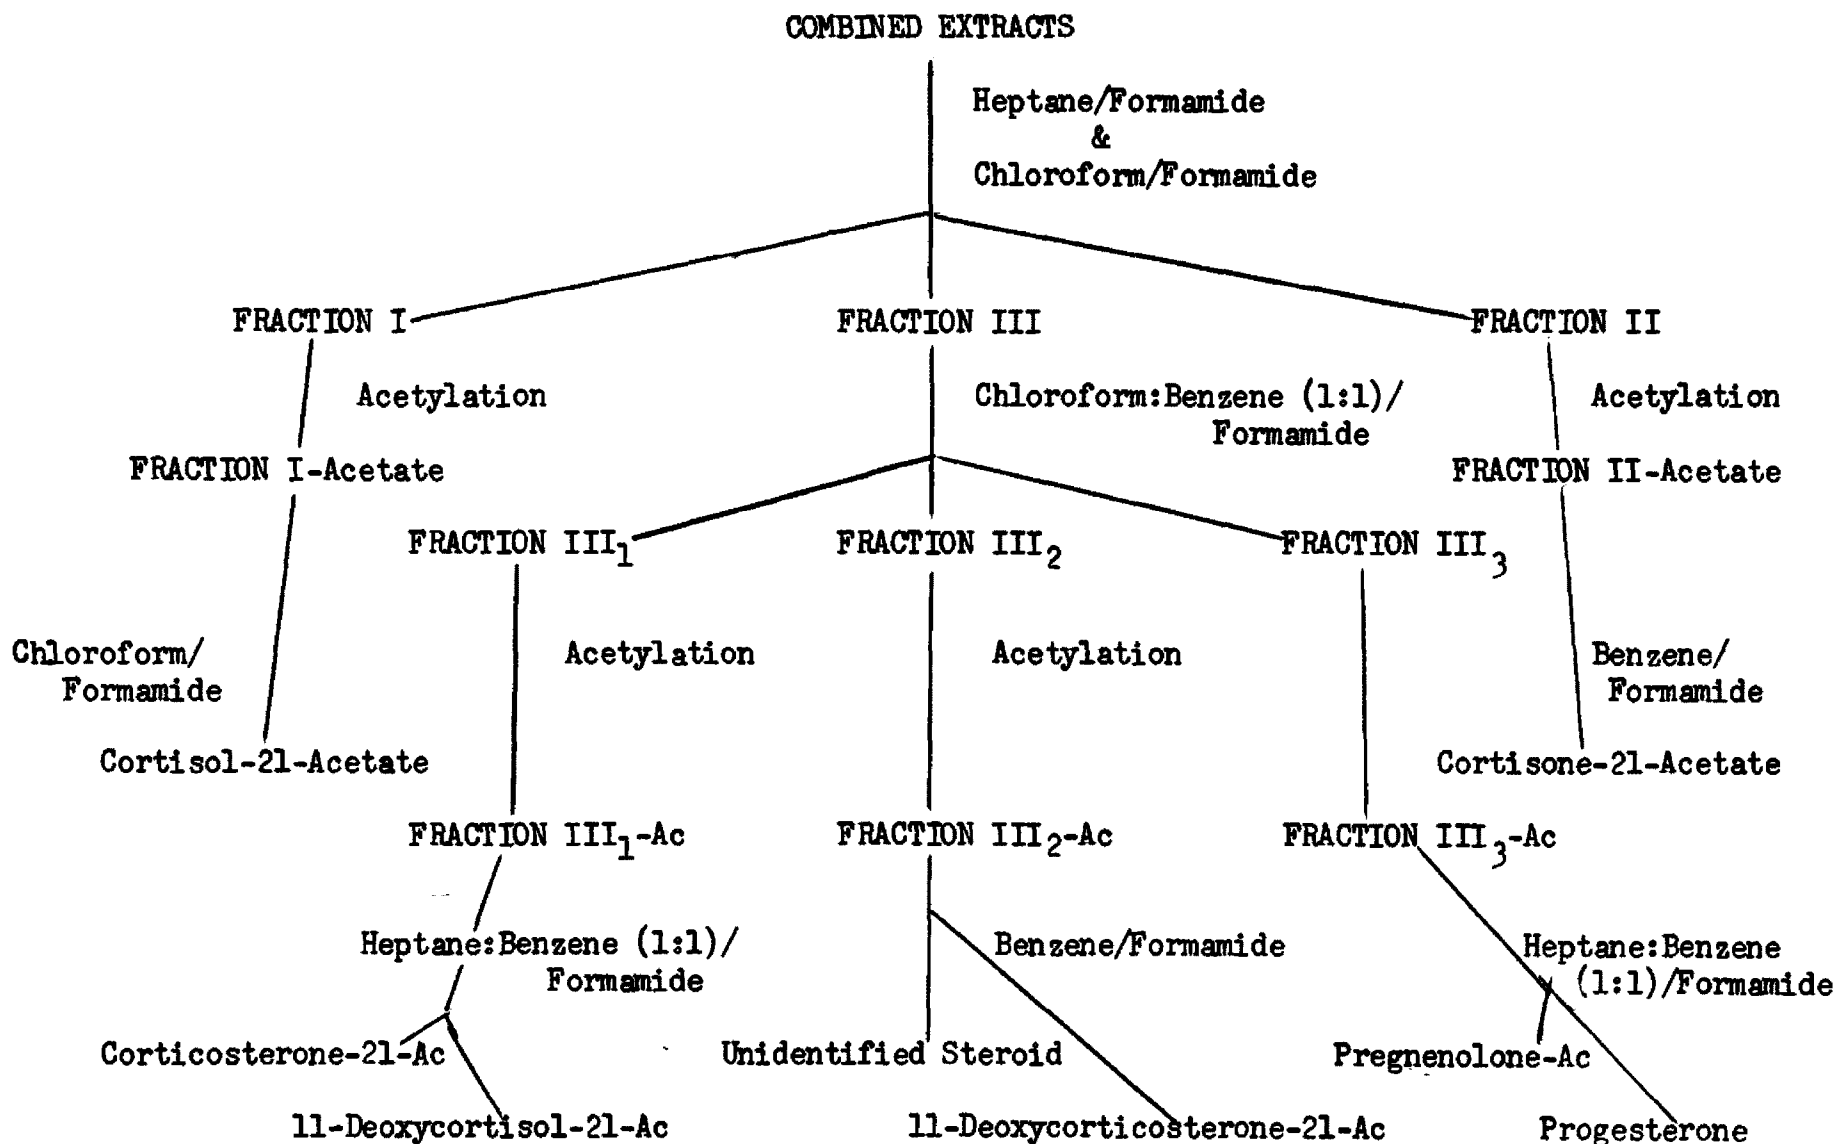 COMBINED EXTRACTS
Heptane/Formamide
&
Chloroform/Formamide
FRACTION I
FRACTION III
FRACTION II
Acetylation
Chloroform:Benzene (1:1)/
Formamide
Acetylation
FRACTION I-Acetate
FRACTION II-Acetate
FRACTION III1
FRACTION III2
FRACTION III3
Chloroform/
Formamide
Acetylation
Acetylation
Benzene/
Formamide
Cortisol-21-Acetate
Cortisone-21-Acetate
FRACTION III1-Ac
FRACTION III2-Ac
FRACTION III3-Ac
Heptane:Benzene (1:1)/
Formamide
Benzene/Formamide
Heptane:Benzene
(1:1)/Formamide
Corticosterone-21-Ac
Unidentified Steroid
Pregnenolone-Ac
11-Deoxycortisol-21-Ac
11-Deoxycorticosterone-21-Ac
Progesterone